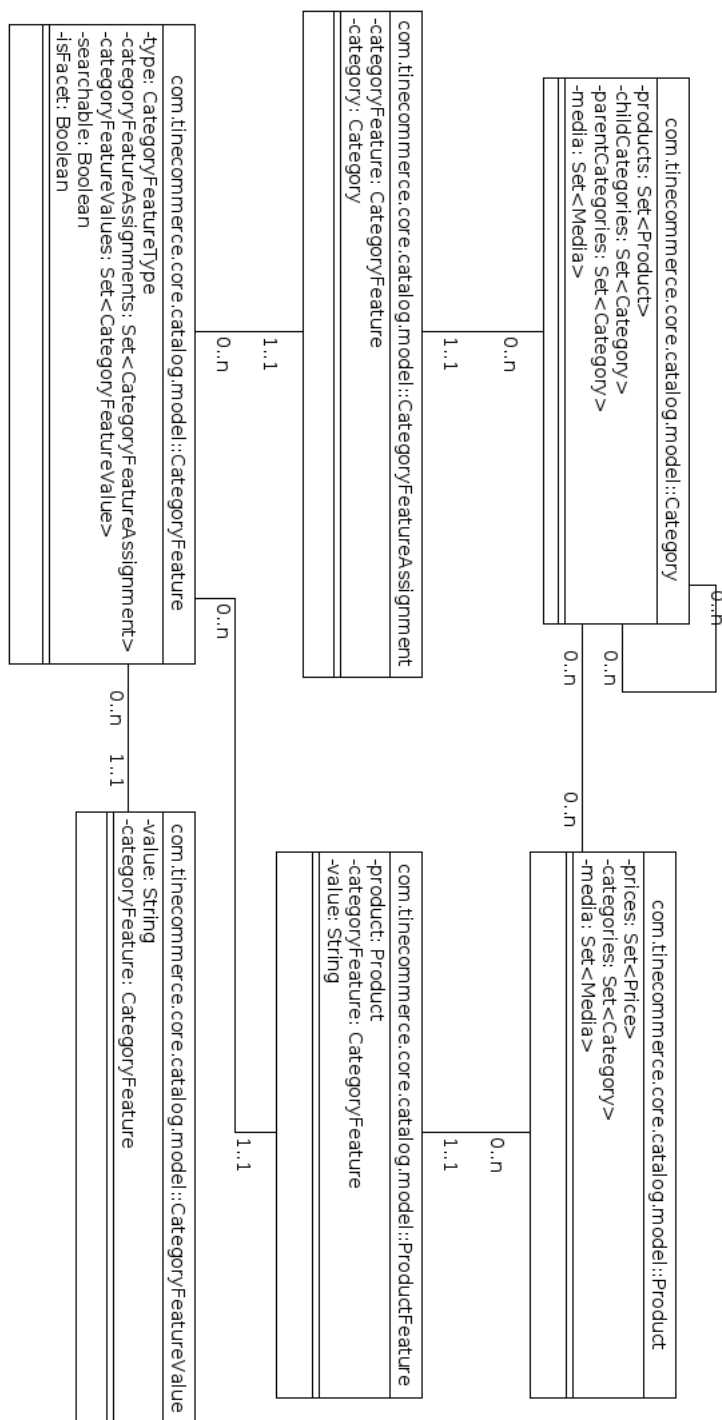 com.tinecommerce.core.catalog.model::Category
-products: Set<Product>
-childCategories: Set<Category>
-parentCategories: Set<Category>
-media: Set<Media>
0..n
0..n
0..n
0..n
com.tinecommerce.core.catalog.model::Product
-prices: Set<Price>
-categories: Set<Category>
-media: Set<Media>
0..n
1..1
0..n
1..1
com.tinecommerce.core.catalog.model::CategoryFeatureAssignment
-categoryFeature: CategoryFeature
-category: Category
com.tinecommerce.core.catalog.model::ProductFeature
-product: Product
-categoryFeature: CategoryFeature
-value: String
1..1
0..n
0..n
1..1
com.tinecommerce.core.catalog.model::CategoryFeature
-type: CategoryFeatureType
-categoryFeatureAssignments: Set<CategoryFeatureAssignment>
-categoryFeatureValues: Set<CategoryFeatureValue>
-searchable: Boolean
-isFacet: Boolean
0..n
1..1
com.tinecommerce.core.catalog.model::CategoryFeatureValue
-value: String
-categoryFeature: CategoryFeature